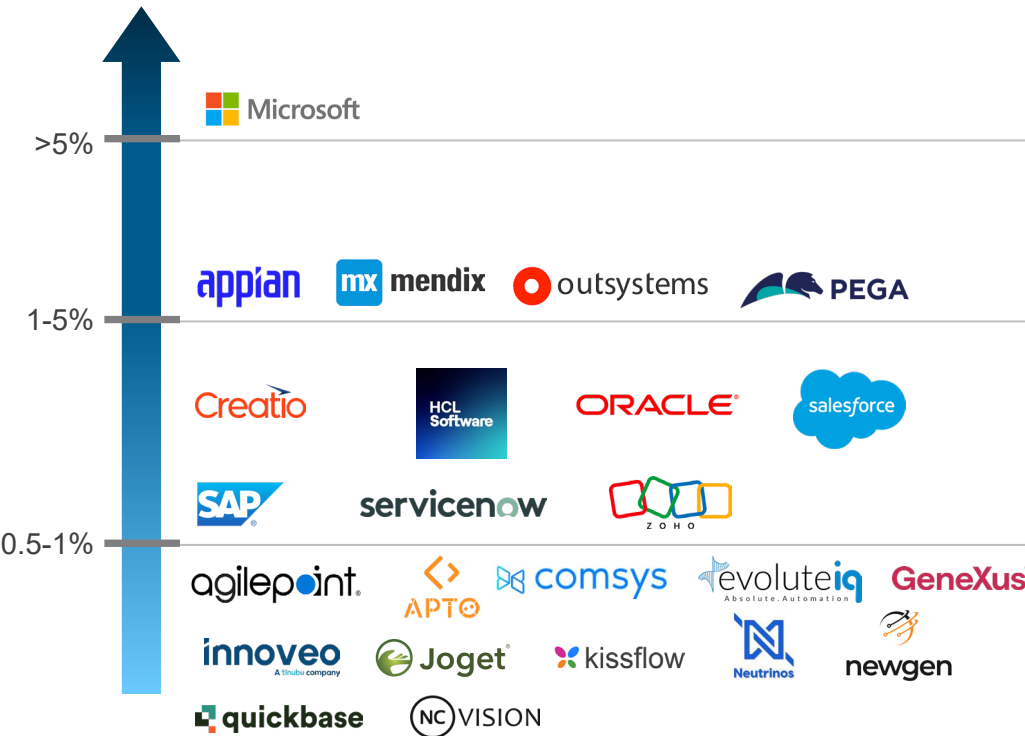 Microsoft
>5%
appian
mx mendix
outsystems
PEGA
1-5%
Creatio
HCL
Software
ORACLE®
salesforce
SAP®
servicenow
ZOHO
0.5-1%
agilepoint®
APTO
comsys
evoluteiq
Absolute.Automation
GeneXus
innoveo
A tinubu company
Joget®
kissflow
Neutrinos
newgen
quickbase
NC VISION